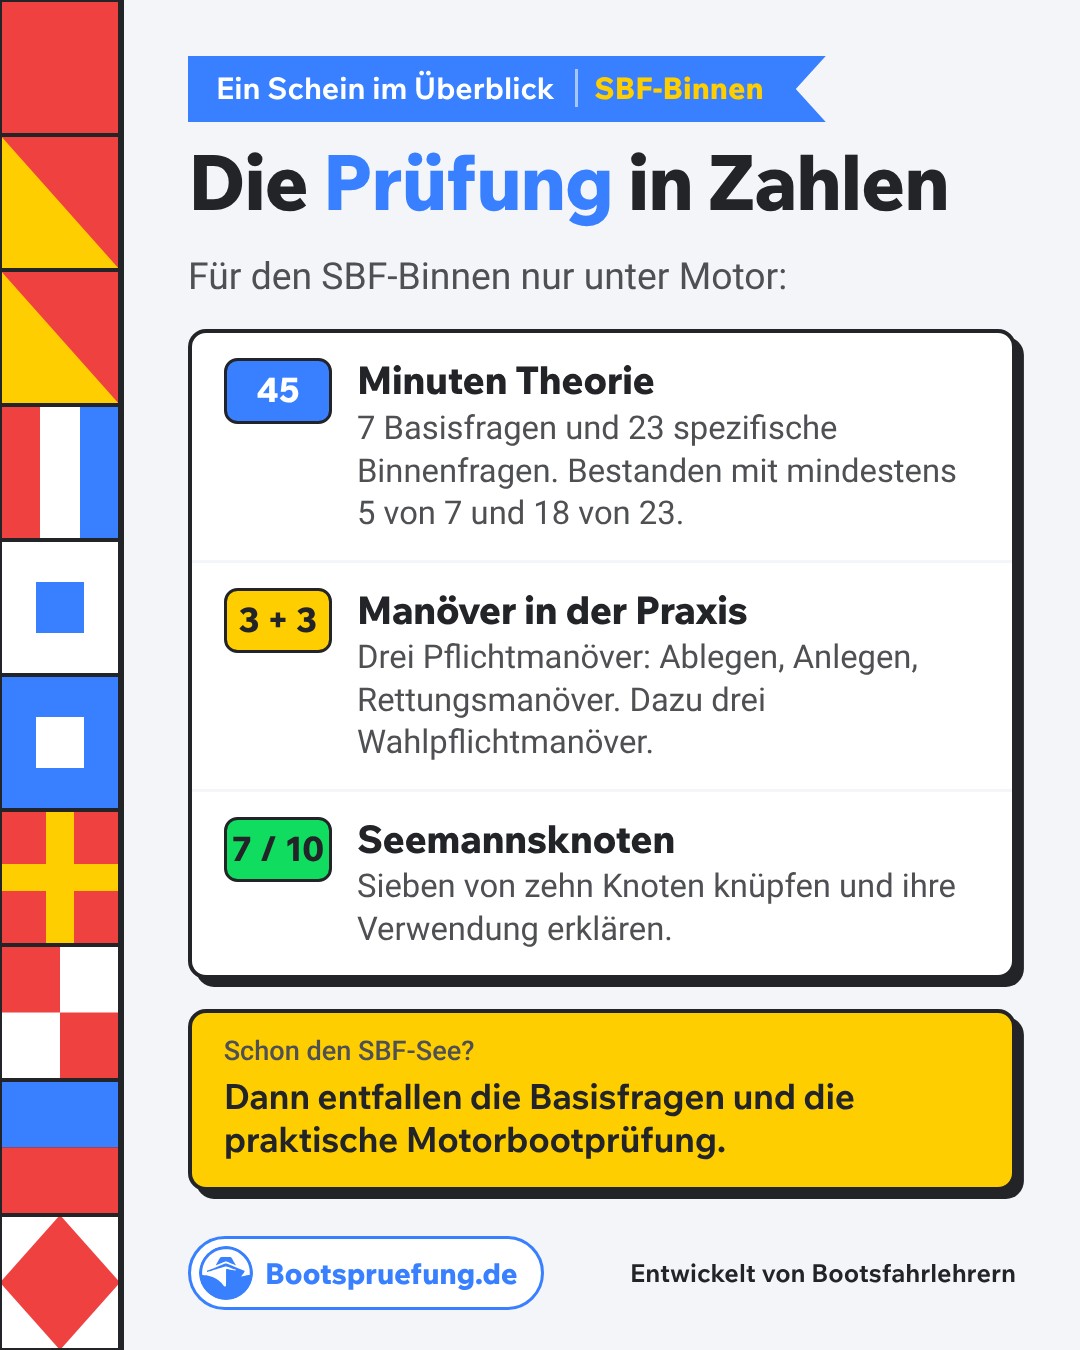 Ein Schein im Überblick | SBF-Binnen
Die Prüfung in Zahlen
Für den SBF-Binnen nur unter Motor:
45
Minuten Theorie
7 Basisfragen und 23 spezifische
Binnenfragen. Bestanden mit mindestens
5 von 7 und 18 von 23.
3 + 3
Manöver in der Praxis
Drei Pflichtmanöver: Ablegen, Anlegen,
Rettungsmanöver. Dazu drei
Wahlpflichtmanöver.
7 / 10
Seemannsknoten
Sieben von zehn Knoten knüpfen und ihre
Verwendung erklären.
Schon den SBF-See?
Dann entfallen die Basisfragen und die
praktische Motorbootprüfung.
Bootspruefung.de
Entwickelt von Bootsfahrlehrern